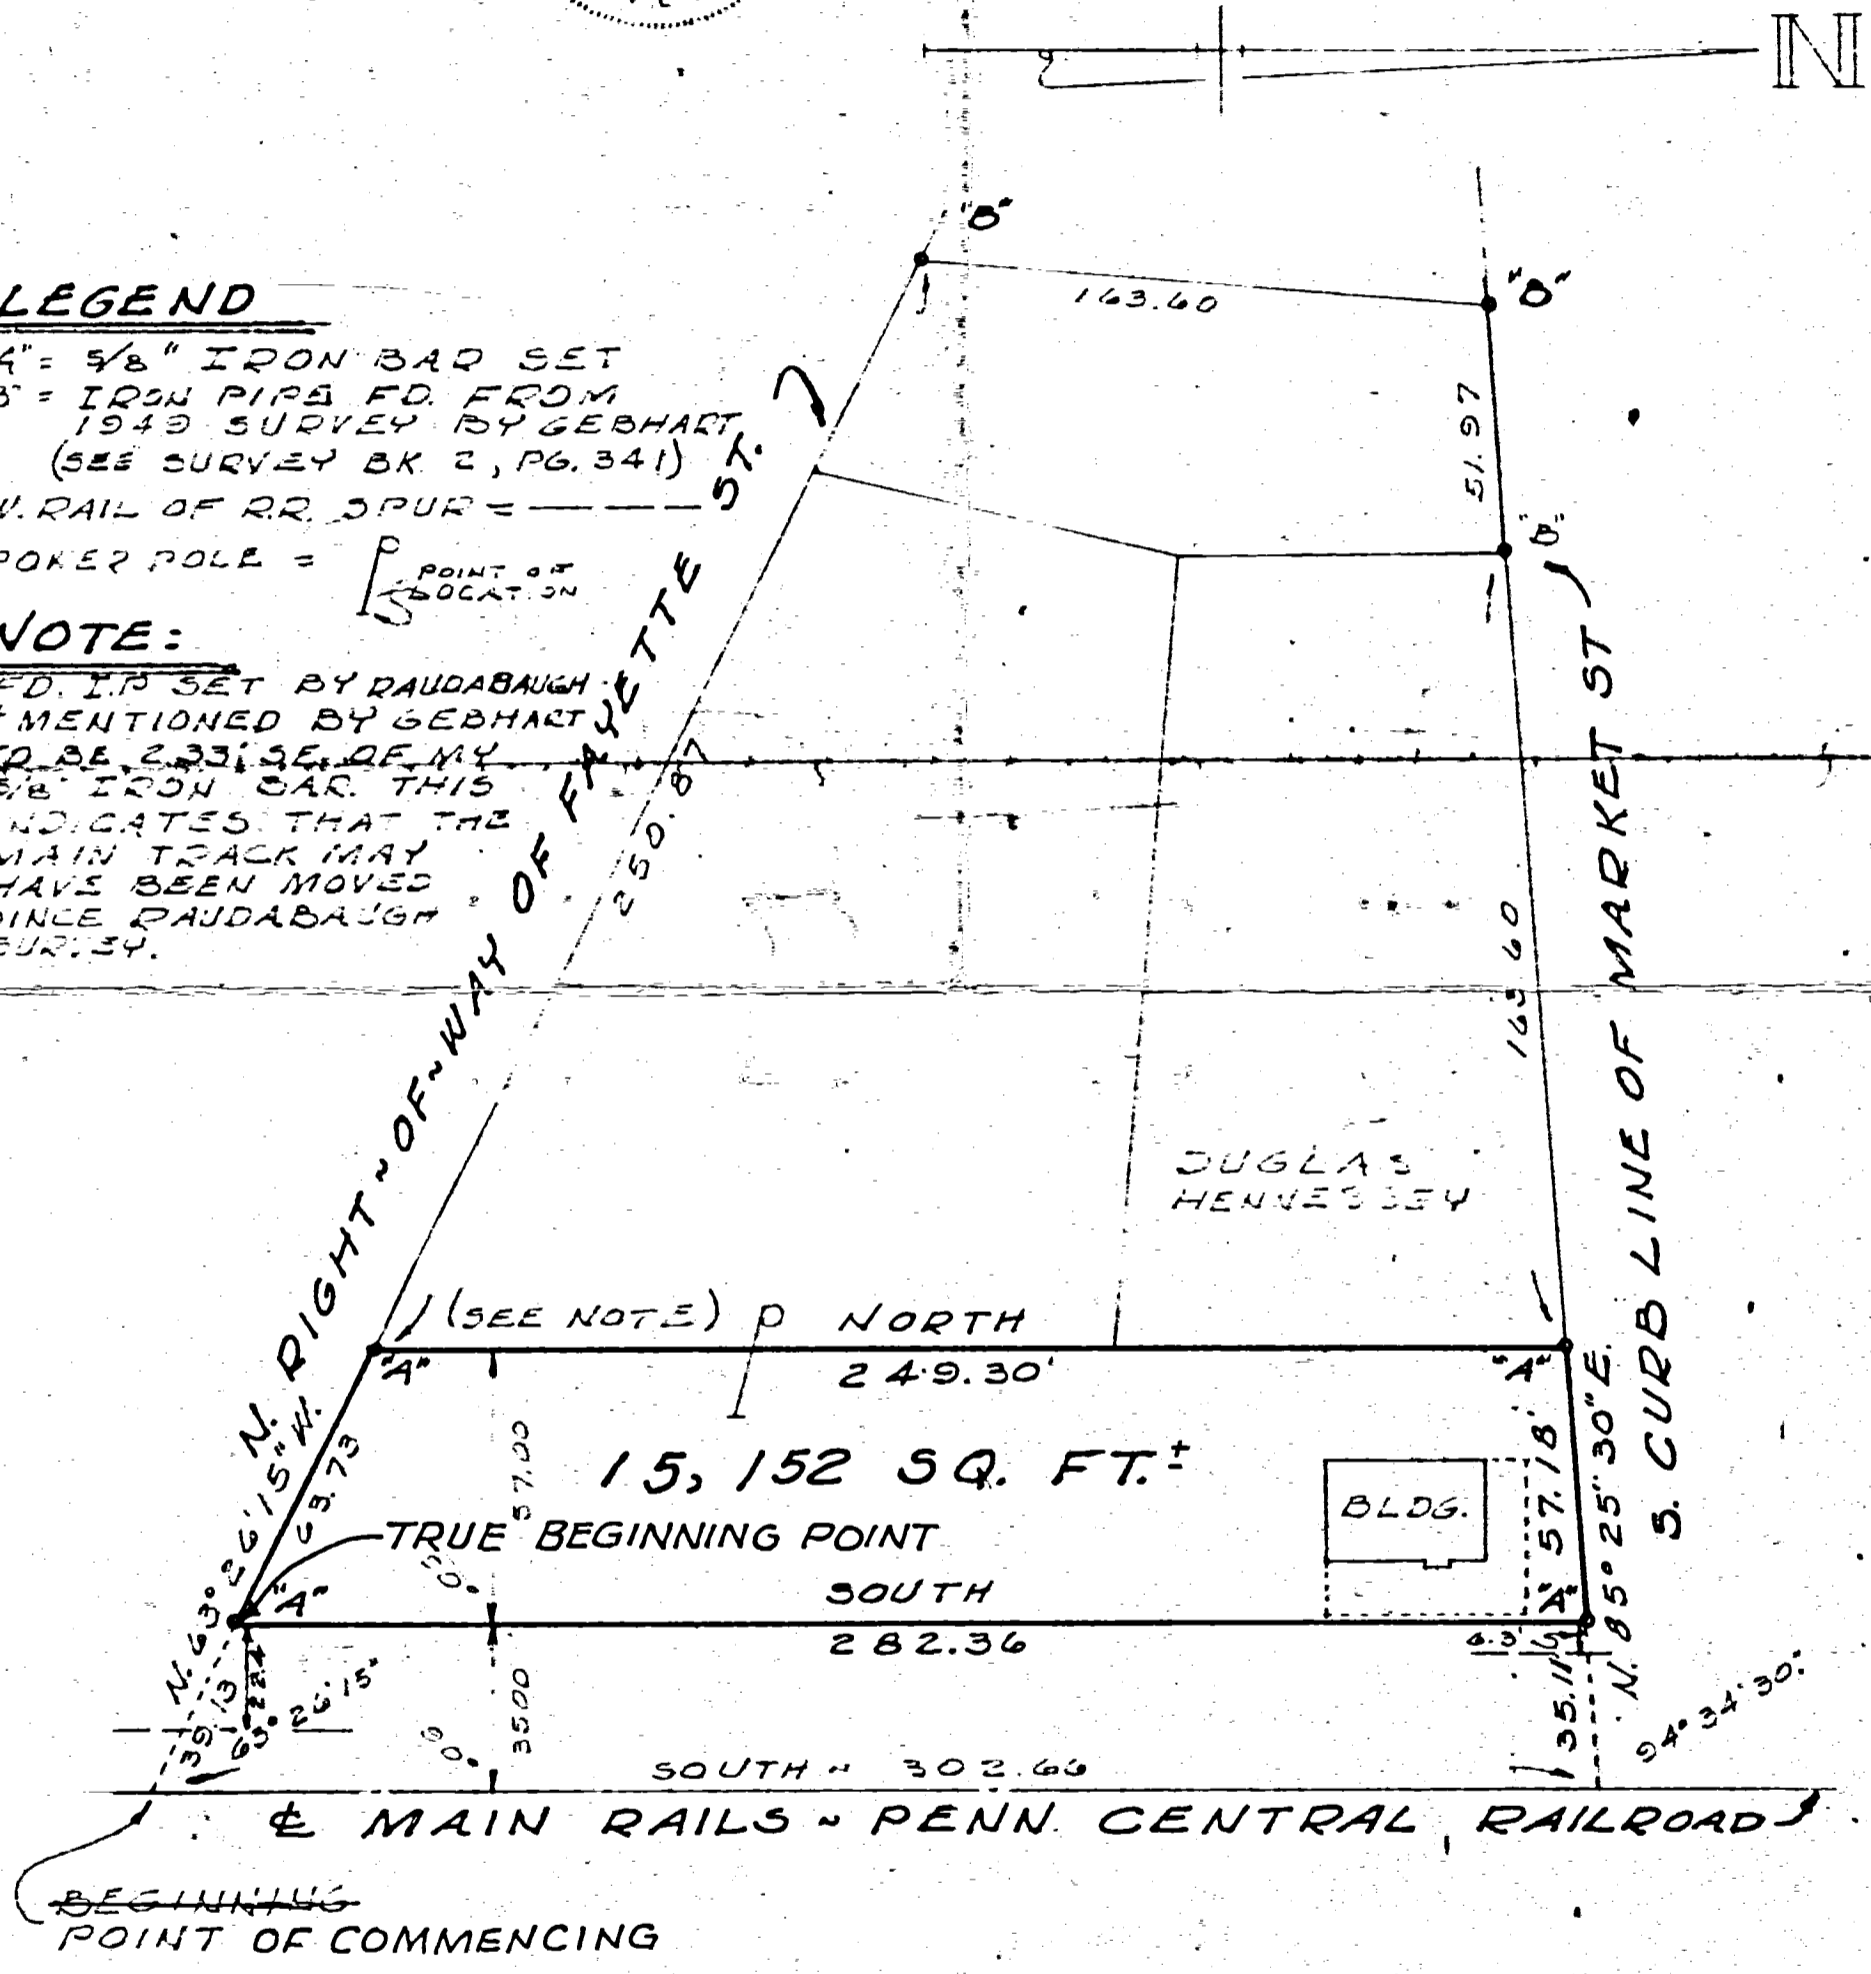 N
"B"
"B"
163.60
LEGEND
"A" = 5/8" IRON BAR SET
"B" = IRON PIPE FD. FROM
1949 SURVEY BY GEBHART
(SEE SURVEY BK. 2, PG. 341)
W. RAIL OF R.R. SPUR = — — — —
POKER POLE =
POINT OF
LOCATION
NOTE:
FD. I.P. SET BY RAUDABAUGH
& MENTIONED BY GEBHART
TO BE 2.33' SE. OF MY
5/8" IRON BAR. THIS
INDICATES THAT THE
MAIN TRACK MAY
HAVE BEEN MOVED
SINCE RAUDABAUGH
SURVEY.
51.97
"B"
N. RIGHT~OF~WAY OF FAYETTE ST.
250.87
163.60
S. CURB LINE OF MARKET ST
DUGLAS
HENNESSEY
(SEE NOTE)
NORTH
"A"
249.30'
"A"
N. 63° 26' 15" W.
63.73
57.00
15,152 SQ. FT.±
BLDG.
57.18'
N. 85° 25' 30" E.
TRUE BEGINNING POINT
"A"
SOUTH
"A"
282.36
39.13
22.4
63° 26' 15"
35.00
35.11'
94° 34' 30"
SOUTH ~ 302.66
℄ MAIN RAILS ~ PENN. CENTRAL RAILROAD
BEGINNING
POINT OF COMMENCING